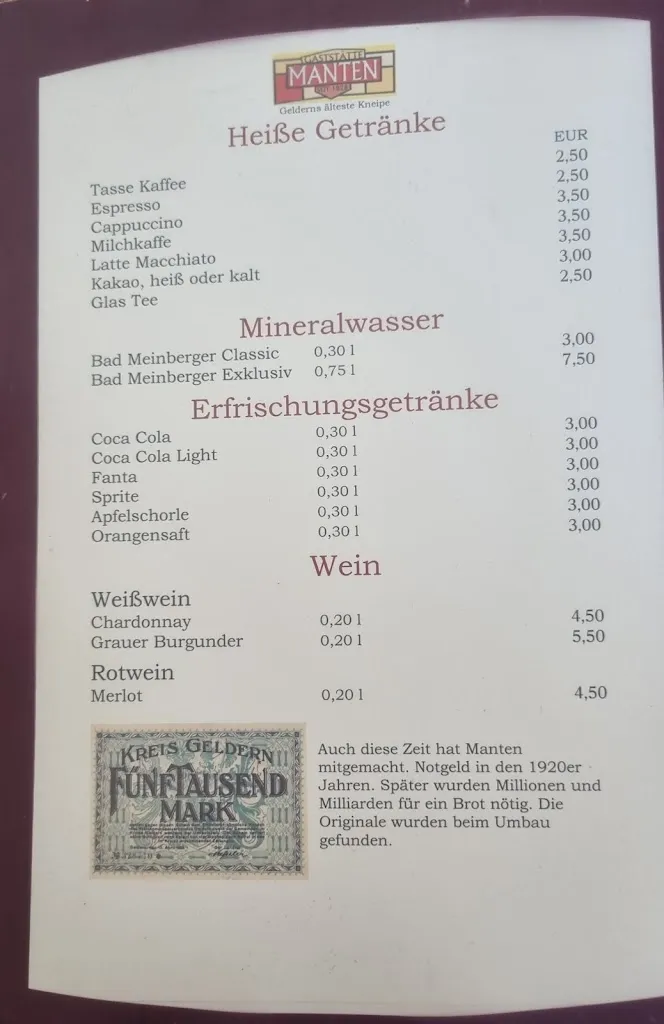 GASTSTÄTTE
MANTEN
Gelderns älteste Kneipe
Heiße Getränke
EUR
Tasse Kaffee 2,50
Espresso 2,50
Cappuccino 3,50
Milchkaffe 3,50
Latte Macchiato 3,50
Kakao, heiß oder kalt 3,00
Glas Tee 2,50
Mineralwasser
Bad Meinberger Classic 0,30 l 3,00
Bad Meinberger Exklusiv 0,75 l 7,50
Erfrischungsgetränke
Coca Cola 0,30 l 3,00
Coca Cola Light 0,30 l 3,00
Fanta 0,30 l 3,00
Sprite 0,30 l 3,00
Apfelschorle 0,30 l 3,00
Orangensaft 0,30 l 3,00
Wein
Weißwein
Chardonnay 0,20 l 4,50
Grauer Burgunder 0,20 l 5,50
Rotwein
Merlot 0,20 l 4,50
KREIS GELDERN
FÜNFTAUSEND
MARK
Auch diese Zeit hat Manten
mitgemacht. Notgeld in den 1920er
Jahren. Später wurden Millionen und
Milliarden für ein Brot nötig. Die
Originale wurden beim Umbau
gefunden.